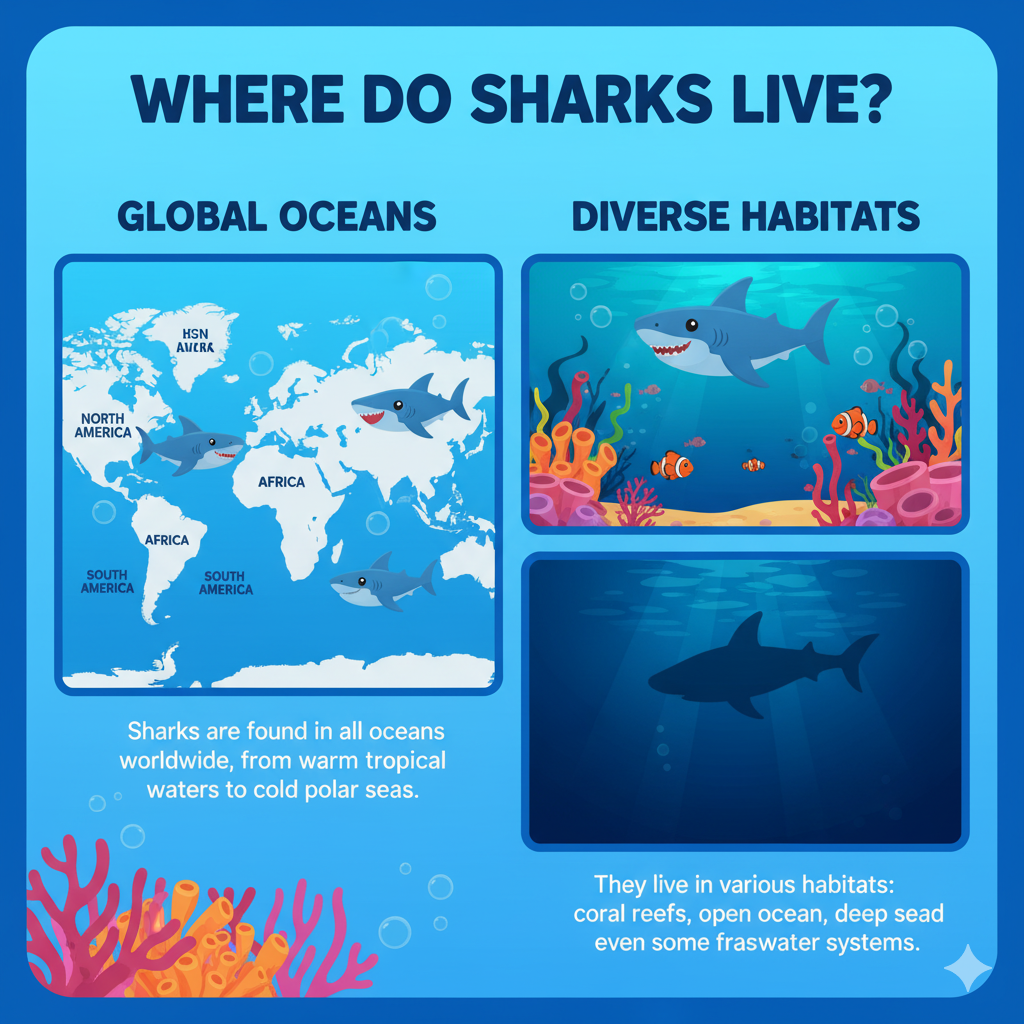 WHERE DO SHARKS LIVE?
GLOBAL OCEANS
NORTH
AMERICA
AFRICA
AFRICA
SOUTH
AMERICA
SOUTH
AMERICA
Sharks are found in all oceans
worldwide, from warm tropical
waters to cold polar seas.
DIVERSE HABITATS
They live in various habitats:
coral reefs, open ocean, deep sead
even some fraswater systems.